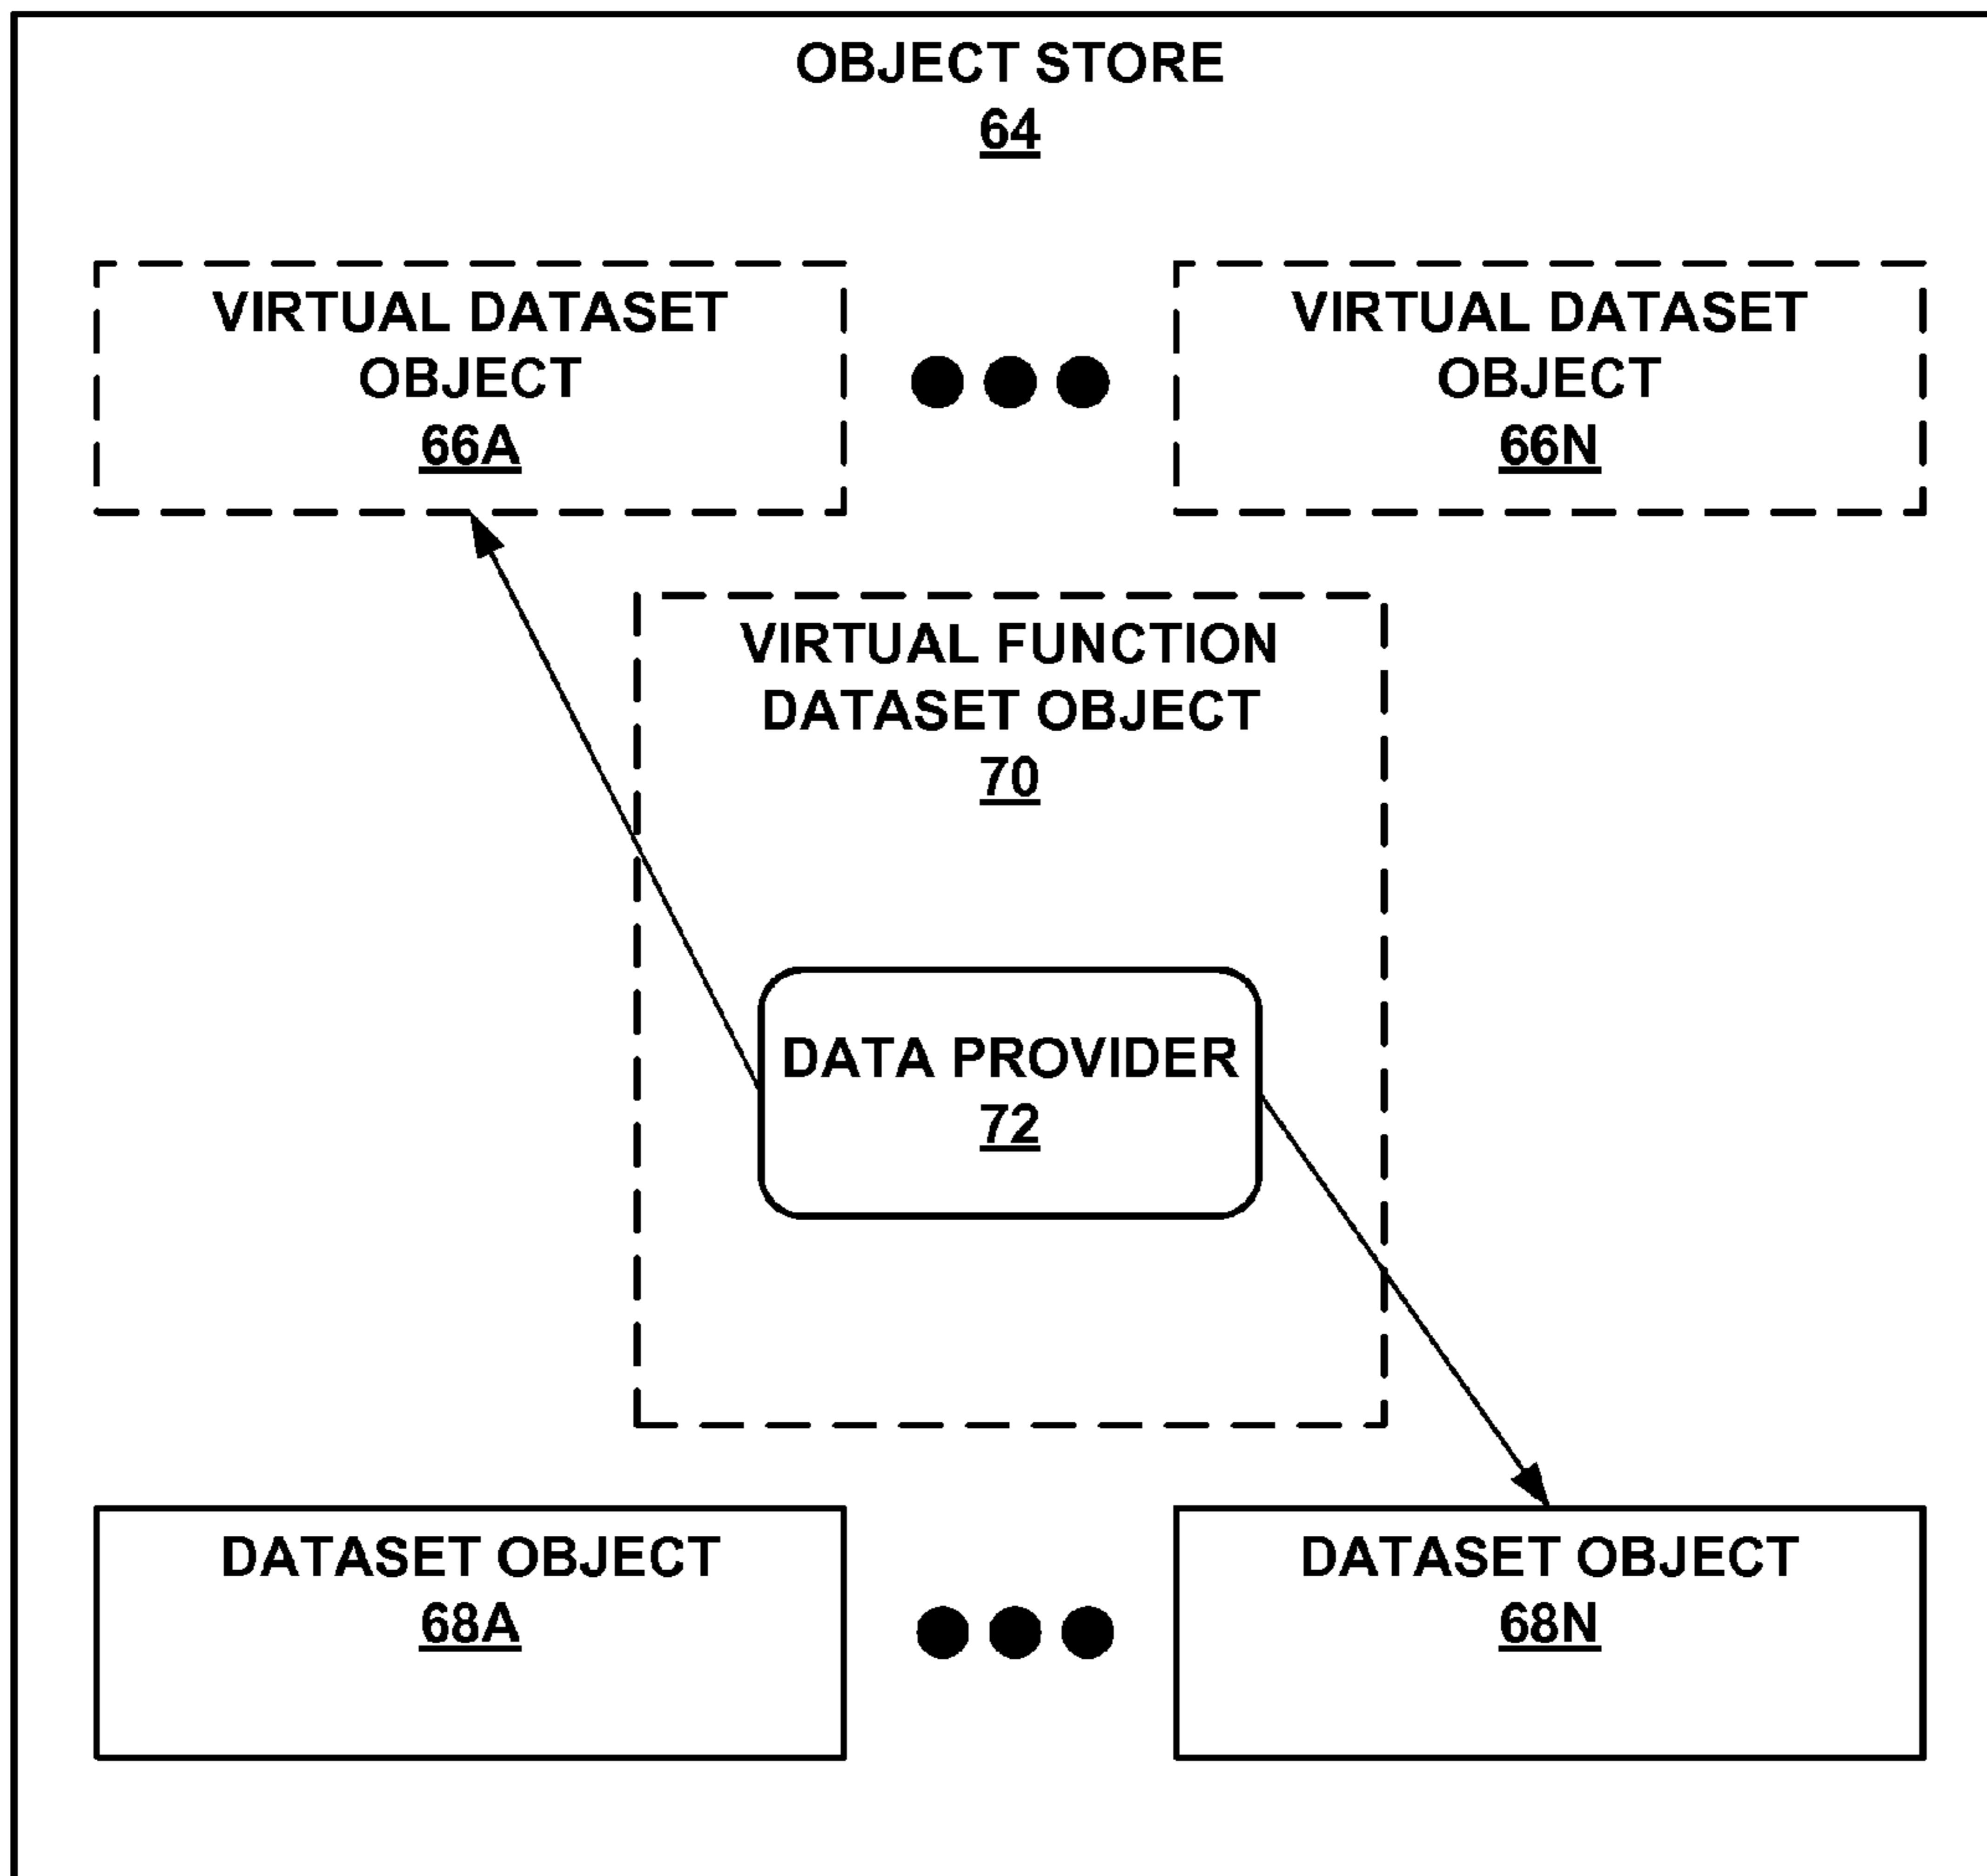 OBJECT STORE
64
VIRTUAL DATASET
OBJECT
66A
VIRTUAL DATASET
OBJECT
66N
VIRTUAL FUNCTION
DATASET OBJECT
70
DATA PROVIDER
72
DATASET OBJECT
68A
DATASET OBJECT
68N